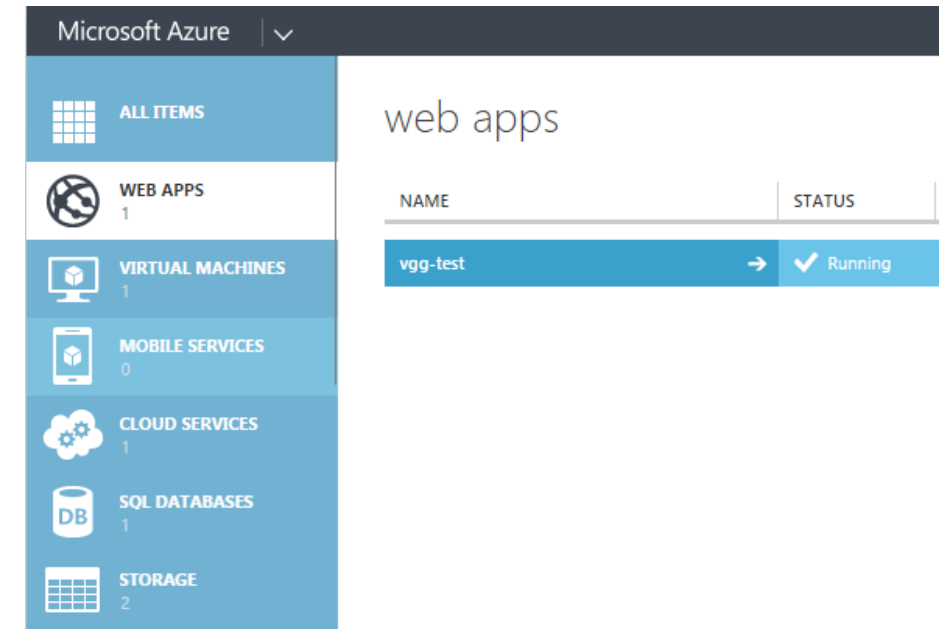 Microsoft Azure
ALL ITEMS
WEB APPS
1
VIRTUAL MACHINES
1
MOBILE SERVICES
0
CLOUD SERVICES
1
DB
SQL DATABASES
1
STORAGE
2
web apps
NAME STATUS
vgg-test Running